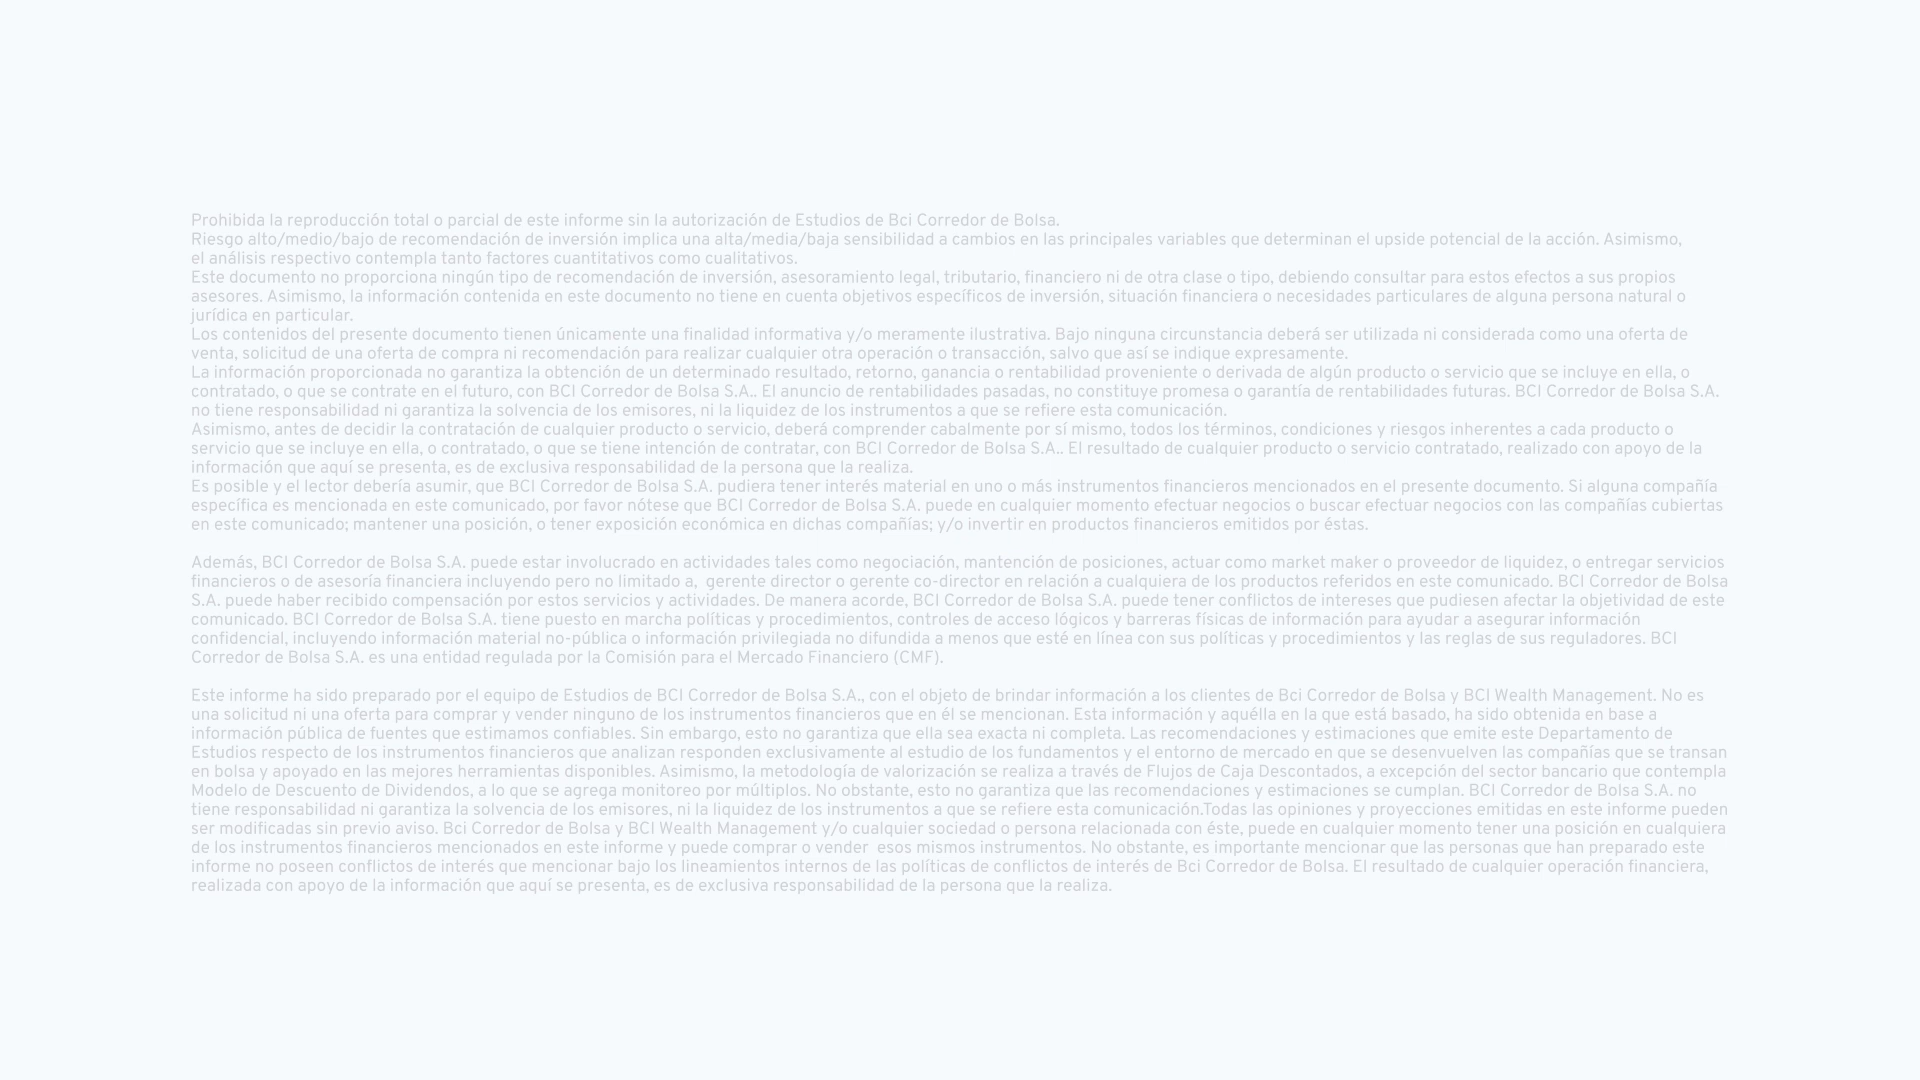 Prohibida la reproducción total o parcial de este informe sin la autorización de Estudios de Bci Corredor de Bolsa.
Riesgo alto/medio/bajo de recomendación de inversión implica una alta/media/baja sensibilidad a cambios en las principales variables que determinan el upside potencial de la acción. Asimismo,
el análisis respectivo contempla tanto factores cuantitativos como cualitativos.
Este documento no proporciona ningún tipo de recomendación de inversión, asesoramiento legal, tributario, financiero ni de otra clase o tipo, debiendo consultar para estos efectos a sus propios
asesores. Asimismo, la información contenida en este documento no tiene en cuenta objetivos específicos de inversión, situación financiera o necesidades particulares de alguna persona natural o
jurídica en particular.
Los contenidos del presente documento tienen únicamente una finalidad informativa y/o meramente ilustrativa. Bajo ninguna circunstancia deberá ser utilizada ni considerada como una oferta de
venta, solicitud de una oferta de compra ni recomendación para realizar cualquier otra operación o transacción, salvo que así se indique expresamente.
La información proporcionada no garantiza la obtención de un determinado resultado, retorno, ganancia o rentabilidad proveniente o derivada de algún producto o servicio que se incluye en ella, o
contratado, o que se contrate en el futuro, con BCI Corredor de Bolsa S.A.. El anuncio de rentabilidades pasadas, no constituye promesa o garantía de rentabilidades futuras. BCI Corredor de Bolsa S.A.
no tiene responsabilidad ni garantiza la solvencia de los emisores, ni la liquidez de los instrumentos a que se refiere esta comunicación.
Asimismo, antes de decidir la contratación de cualquier producto o servicio, deberá comprender cabalmente por sí mismo, todos los términos, condiciones y riesgos inherentes a cada producto o
servicio que se incluye en ella, o contratado, o que se tiene intención de contratar, con BCI Corredor de Bolsa S.A.. El resultado de cualquier producto o servicio contratado, realizado con apoyo de la
información que aquí se presenta, es de exclusiva responsabilidad de la persona que la realiza.
Es posible y el lector debería asumir, que BCI Corredor de Bolsa S.A. pudiera tener interés material en uno o más instrumentos financieros mencionados en el presente documento. Si alguna compañía
específica es mencionada en este comunicado, por favor nótese que BCI Corredor de Bolsa S.A. puede en cualquier momento efectuar negocios o buscar efectuar negocios con las compañías cubiertas
en este comunicado; mantener una posición, o tener exposición económica en dichas compañías; y/o invertir en productos financieros emitidos por éstas.
Además, BCI Corredor de Bolsa S.A. puede estar involucrado en actividades tales como negociación, mantención de posiciones, actuar como market maker o proveedor de liquidez, o entregar servicios
financieros o de asesoría financiera incluyendo pero no limitado a, gerente director o gerente co-director en relación a cualquiera de los productos referidos en este comunicado. BCI Corredor de Bolsa
S.A. puede haber recibido compensación por estos servicios y actividades. De manera acorde, BCI Corredor de Bolsa S.A. puede tener conflictos de intereses que pudiesen afectar la objetividad de este
comunicado. BCI Corredor de Bolsa S.A. tiene puesto en marcha políticas y procedimientos, controles de acceso lógicos y barreras físicas de información para ayudar a asegurar información
confidencial, incluyendo información material no-pública o información privilegiada no difundida a menos que esté en línea con sus políticas y procedimientos y las reglas de sus reguladores. BCI
Corredor de Bolsa S.A. es una entidad regulada por la Comisión para el Mercado Financiero (CMF).
Este informe ha sido preparado por el equipo de Estudios de BCI Corredor de Bolsa S.A., con el objeto de brindar información a los clientes de Bci Corredor de Bolsa y BCI Wealth Management. No es
una solicitud ni una oferta para comprar y vender ninguno de los instrumentos financieros que en él se mencionan. Esta información y aquélla en la que está basado, ha sido obtenida en base a
información pública de fuentes que estimamos confiables. Sin embargo, esto no garantiza que ella sea exacta ni completa. Las recomendaciones y estimaciones que emite este Departamento de
Estudios respecto de los instrumentos financieros que analizan responden exclusivamente al estudio de los fundamentos y el entorno de mercado en que se desenvuelven las compañías que se transan
en bolsa y apoyado en las mejores herramientas disponibles. Asimismo, la metodología de valorización se realiza a través de Flujos de Caja Descontados, a excepción del sector bancario que contempla
Modelo de Descuento de Dividendos, a lo que se agrega monitoreo por múltiplos. No obstante, esto no garantiza que las recomendaciones y estimaciones se cumplan. BCI Corredor de Bolsa S.A. no
tiene responsabilidad ni garantiza la solvencia de los emisores, ni la liquidez de los instrumentos a que se refiere esta comunicación.Todas las opiniones y proyecciones emitidas en este informe pueden
ser modificadas sin previo aviso. Bci Corredor de Bolsa y BCI Wealth Management y/o cualquier sociedad o persona relacionada con éste, puede en cualquier momento tener una posición en cualquiera
de los instrumentos financieros mencionados en este informe y puede comprar o vender esos mismos instrumentos. No obstante, es importante mencionar que las personas que han preparado este
informe no poseen conflictos de interés que mencionar bajo los lineamientos internos de las políticas de conflictos de interés de Bci Corredor de Bolsa. El resultado de cualquier operación financiera,
realizada con apoyo de la información que aquí se presenta, es de exclusiva responsabilidad de la persona que la realiza.